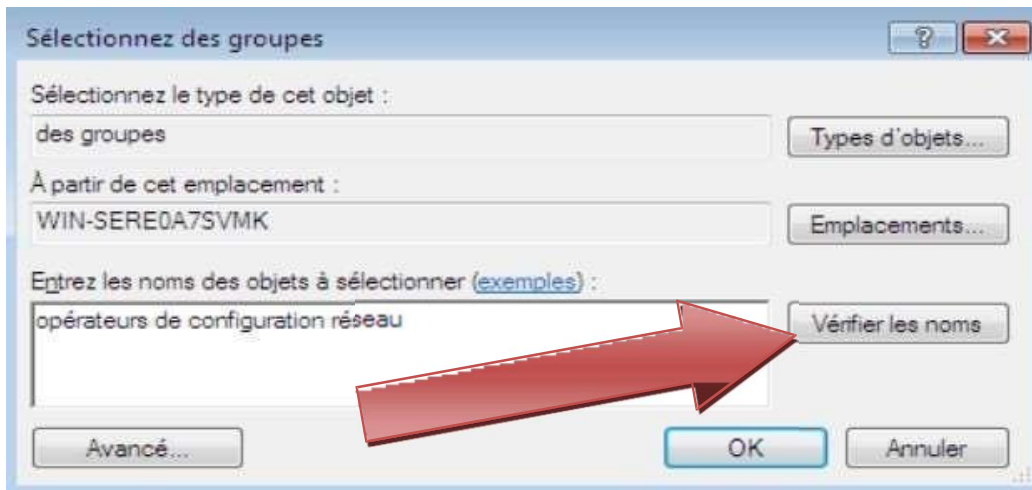 Sélectionnez des groupes
Sélectionnez le type de cet objet :
des groupes
Types d'objets...
À partir de cet emplacement :
WIN-SERE0A7SVMK
Emplacements...
Entrez les noms des objets à sélectionner (exemples) :
opérateurs de configuration réseau
Vérifier les noms
Avancé...
OK
Annuler